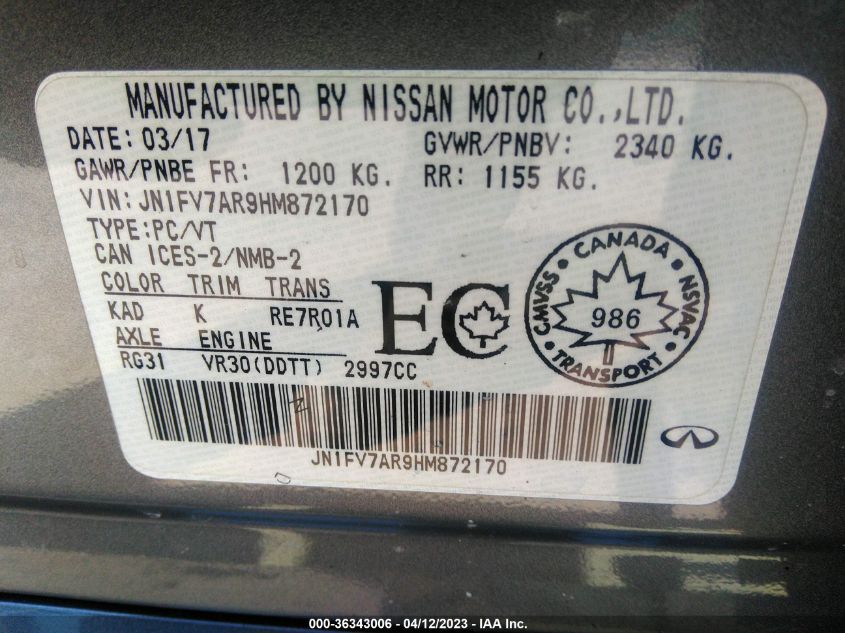 MANUFACTURED BY NISSAN MOTOR CO.,LTD.
DATE: 03/17 GVWR/PNBV: 2340 KG.
GAWR/PNBE FR: 1200 KG. RR: 1155 KG.
VIN: JN1FV7AR9HM872170
TYPE:PC/VT
CAN ICES-2/NMB-2
COLOR TRIM TRANS
KAD K RE7R01A
AXLE ENGINE
RG31 VR30(DDTT) 2997CC
EC
CMVSS • CANADA • NSVAC • TRANSPORT •
986
JN1FV7AR9HM872170
000-36343006 - 04/12/2023 - IAA Inc.